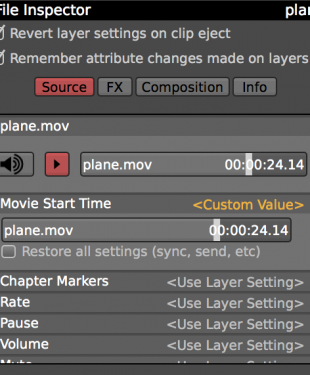 File Inspector plan
Revert layer settings on clip eject
Remember attribute changes made on layers
Source FX Composition Info
plane.mov
plane.mov 00:00:24.14
Movie Start Time <Custom Value>
plane.mov 00:00:24.14
Restore all settings (sync, send, etc)
Chapter Markers <Use Layer Setting>
Rate <Use Layer Setting>
Pause <Use Layer Setting>
Volume <Use Layer Setting>